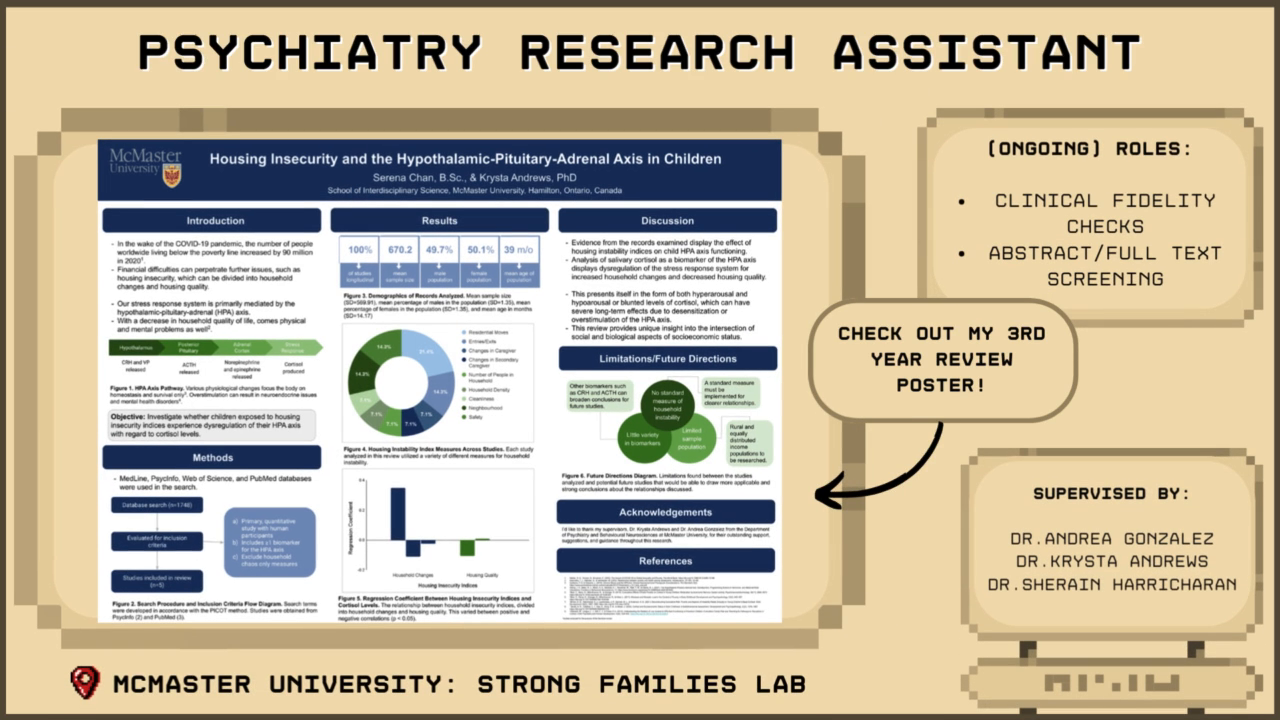 PSYCHIATRY RESEARCH ASSISTANT
McMaster
University
Housing Insecurity and the Hypothalamic-Pituitary-Adrenal Axis in Children
Serena Chan, B.Sc., & Krysta Andrews, PhD
School of Interdisciplinary Science, McMaster University, Hamilton, Ontario, Canada
Introduction
- In the wake of the COVID-19 pandemic, the number of people
worldwide living below the poverty line increased by 90 million
in 2020¹.
- Financial difficulties can perpetrate further issues, such as
housing insecurity, which can be divided into household
changes and housing quality.
- Our stress response system is primarily mediated by the
hypothalamic-pituitary-adrenal (HPA) axis.
- With a decrease in household quality of life, comes physical
and mental problems as well².
Hypothalamus
Posterior
Pituitary
Adrenal
Cortex
Stress
Response
CRH and VP
released
ACTH
released
Norepinephrine
and epinephrine
released
Cortisol
produced
Figure 1. HPA Axis Pathway. Various physiological changes focus the body on
homeostasis and survival only³. Overstimulation can result in neuroendocrine issues
and mental health disorders⁴.
Objective: Investigate whether children exposed to housing
insecurity indices experience dysregulation of their HPA axis
with regard to cortisol levels.
Methods
- MedLine, PsycInfo, Web of Science, and PubMed databases
were used in the search.
Database search (n=1746)
Evaluated for inclusion
criteria
Studies included in review
(n=5)
a) Primary quantitative
study with human
participants
b) Includes ≥1 biomarker
for the HPA axis
c) Exclude household
chaos only measures
Figure 2. Search Procedure and Inclusion Criteria Flow Diagram. Search terms
were developed in accordance with the PICOT method. Studies were obtained from
PsycInfo (2) and PubMed (3).
Results
100% 670.2 49.7% 50.1% 39 m/o
of studies
longitudinal
mean
sample size
male
population
female
population
mean age of
population
Figure 3. Demographics of Records Analyzed. Mean sample size
(SD=569.91), mean percentage of males in the population (SD=1.35), mean
percentage of females in the population (SD=1.38), and mean age in months
(SD=14.17)
21.4%
14.3%
7.1%
7.1%
7.1%
7.1%
7.1%
14.3%
14.3%
Residential Moves
Entries/Exits
Changes in Caregiver
Changes in Secondary
Caregiver
Number of People in
Household
Household Density
Cleanliness
Neighbourhood
Safety
Figure 4. Housing Instability Index Measures Across Studies. Each study
analyzed in this review utilized a variety of different measures for household
instability.
Regression Coefficient
Household Changes
Housing Quality
Housing Insecurity Indices
Figure 5. Regression Coefficient Between Housing Insecurity Indices and
Cortisol Levels. The relationship between household insecurity indices, divided
into household changes and housing quality. This varied between positive and
negative correlations (p < 0.05).
Discussion
- Evidence from the records examined display the effect of
housing instability indices on child HPA axis functioning.
- Analysis of salivary cortisol as a biomarker of the HPA axis
displays dysregulation of the stress response system for
increased household changes and decreased housing quality.
- This presents itself in the form of both hyperarousal and
hypoarousal or blunted levels of cortisol, which can have
severe long-term effects due to desensitization or
overstimulation of the HPA axis.
- This review provides unique insight into the intersection of
social and biological aspects of socioeconomic status.
Limitations/Future Directions
Other biomarkers such
as CRH and ACTH can
broaden conclusions for
future studies.
No standard
measure of
household
instability
A standard measure
must be
implemented for
clearer relationships.
Little variety
in biomarkers
Limited
sample
population
Rural and
equally
distributed
income
populations to
be researched.
Figure 6. Future Directions Diagram. Limitations found between the studies
analyzed and potential future studies that would be able to draw more applicable and
strong conclusions about the relationships discussed.
Acknowledgements
I'd like to thank my supervisors, Dr. Krysta Andrews and Dr. Andrea Gonzalez from the Department
of Psychiatry and Behavioural Neurosciences of McMaster University, for their outstanding support,
suggestions, and guidance throughout this research.
References
(ONGOING) ROLES:
• CLINICAL FIDELITY
CHECKS
• ABSTRACT/FULL TEXT
SCREENING
CHECK OUT MY 3RD
YEAR REVIEW
POSTER!
SUPERVISED BY:
DR.ANDREA GONZALEZ
DR.KRYSTA ANDREWS
DR.EMERALD HARRICHARAN
MCMASTER UNIVERSITY: STRONG FAMILIES LAB